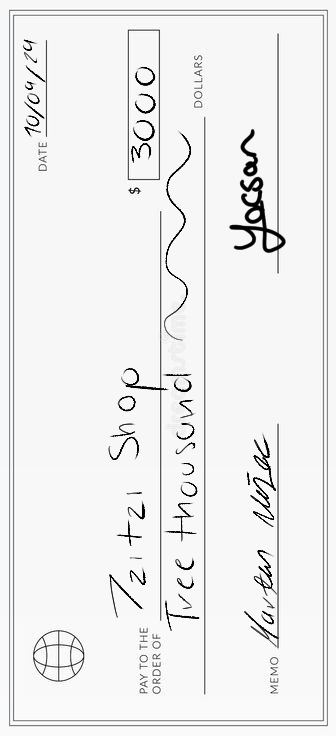 DATE 10/09/24
Tzitzi Shop
PAY TO THE
ORDER OF
$ 3000
Tree thousand
DOLLARS
MEMO
Yocsan